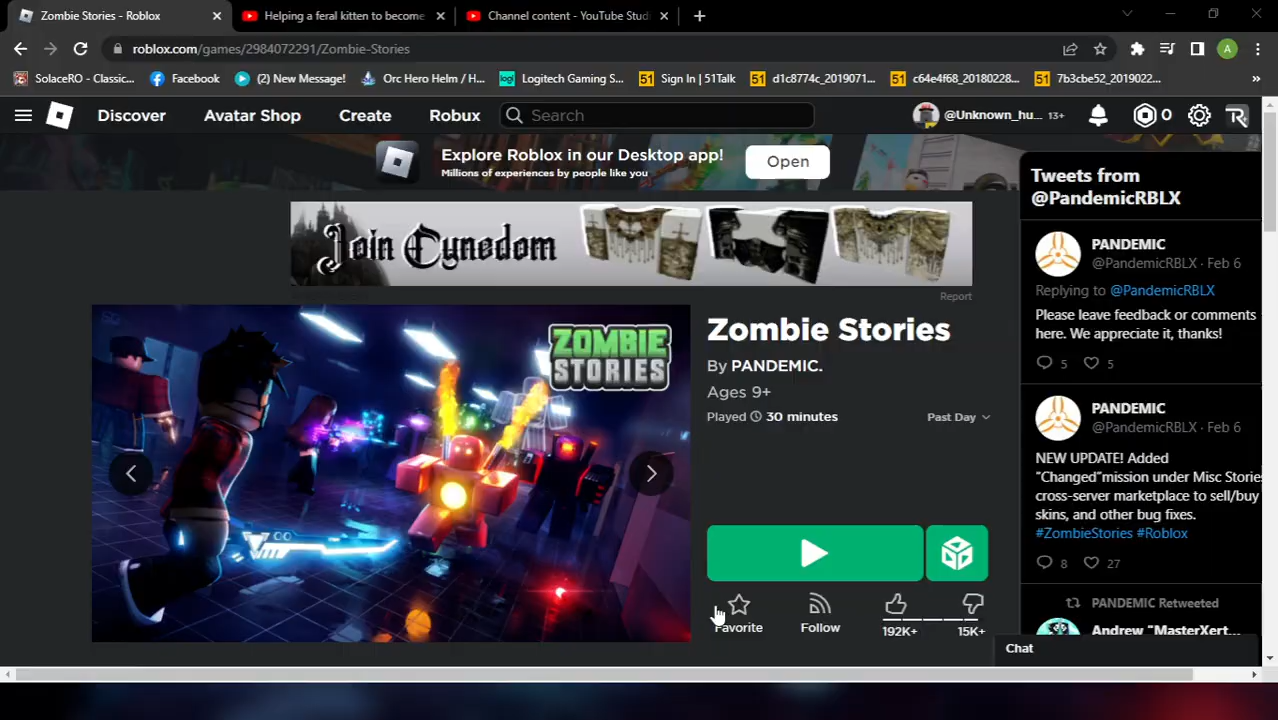 Zombie Stories - Roblox
Helping a feral kitten to become
Channel content - YouTube Studi
roblox.com/games/2984072291/Zombie-Stories
A
SolaceRO - Classic...
Facebook
(2) New Message!
Orc Hero Helm / H...
Logitech Gaming S...
51 Sign In | 51Talk
51 d1c8774c_2019071...
51 c64e4f68_20180228...
51 7b3cbe52_2019022...
Discover
Avatar Shop
Create
Robux
Search
@Unknown_hu... 13+
0
Explore Roblox in our Desktop app!
Millions of experiences by people like you
Open
Join Cynedom
Report
ZOMBIE
STORIES
Zombie Stories
By PANDEMIC.
Ages 9+
Played 30 minutes
Past Day
Favorite
Follow
192K+
15K+
Tweets from
@PandemicRBLX
PANDEMIC
@PandemicRBLX · Feb 6
Replying to @PandemicRBLX
Please leave feedback or comments
here. We appreciate it, thanks!
5 5
PANDEMIC
@PandemicRBLX · Feb 6
NEW UPDATE! Added
"Changed"mission under Misc Stories
cross-server marketplace to sell/buy
skins, and other bug fixes.
#ZombieStories #Roblox
8 27
PANDEMIC Retweeted
Andrew "MasterXert...
Chat